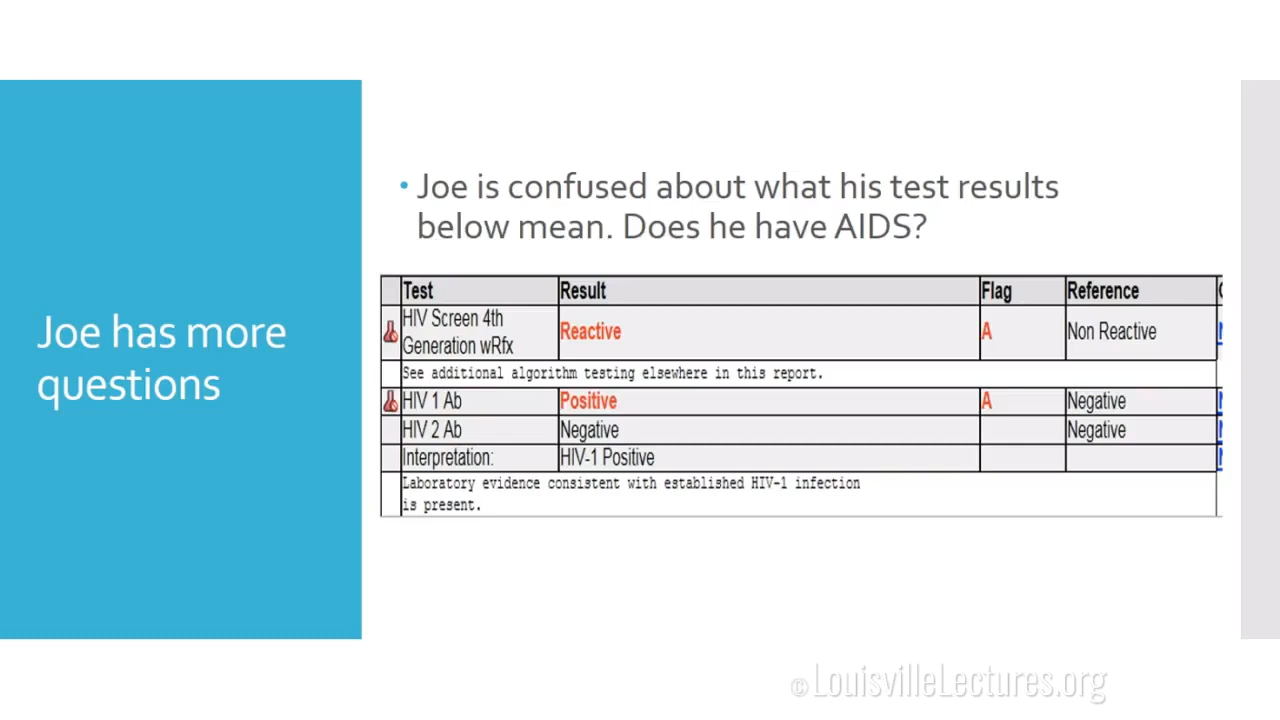 Joe has more
questions
• Joe is confused about what his test results
below mean. Does he have AIDS?
Test Result Flag Reference
HIV Screen 4th
Generation wRfx Reactive A Non Reactive
See additional algorithm testing elsewhere in this report.
HIV 1 Ab Positive A Negative
HIV 2 Ab Negative Negative
Interpretation: HIV-1 Positive
Laboratory evidence consistent with established HIV-1 infection
is present.
©LouisvilleLectures.org